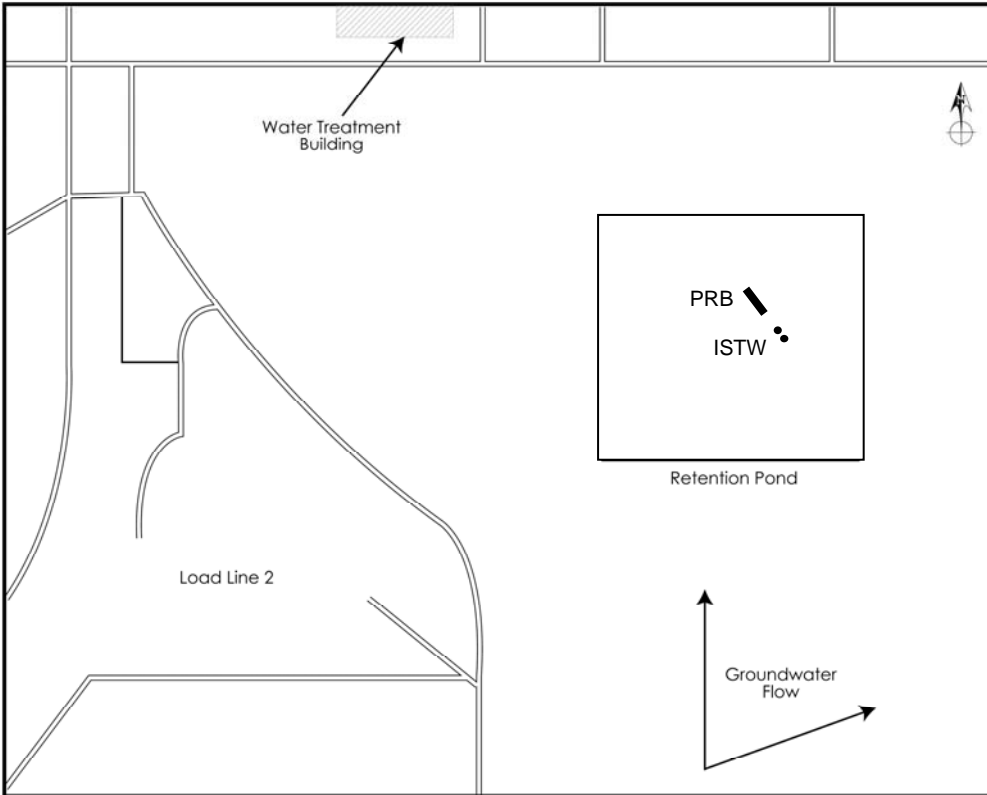 Water Treatment
Building
N
PRB
ISTW
Retention Pond
Load Line 2
Groundwater
Flow